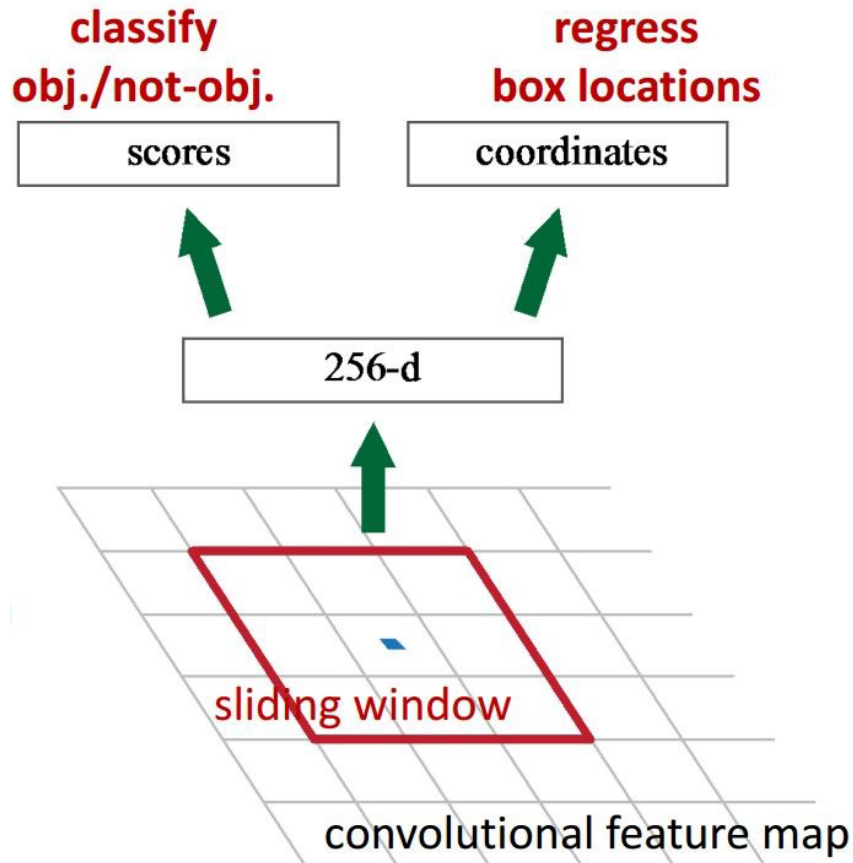 classify
obj./not-obj.
regress
box locations
scores
coordinates
256-d
sliding window
convolutional feature map